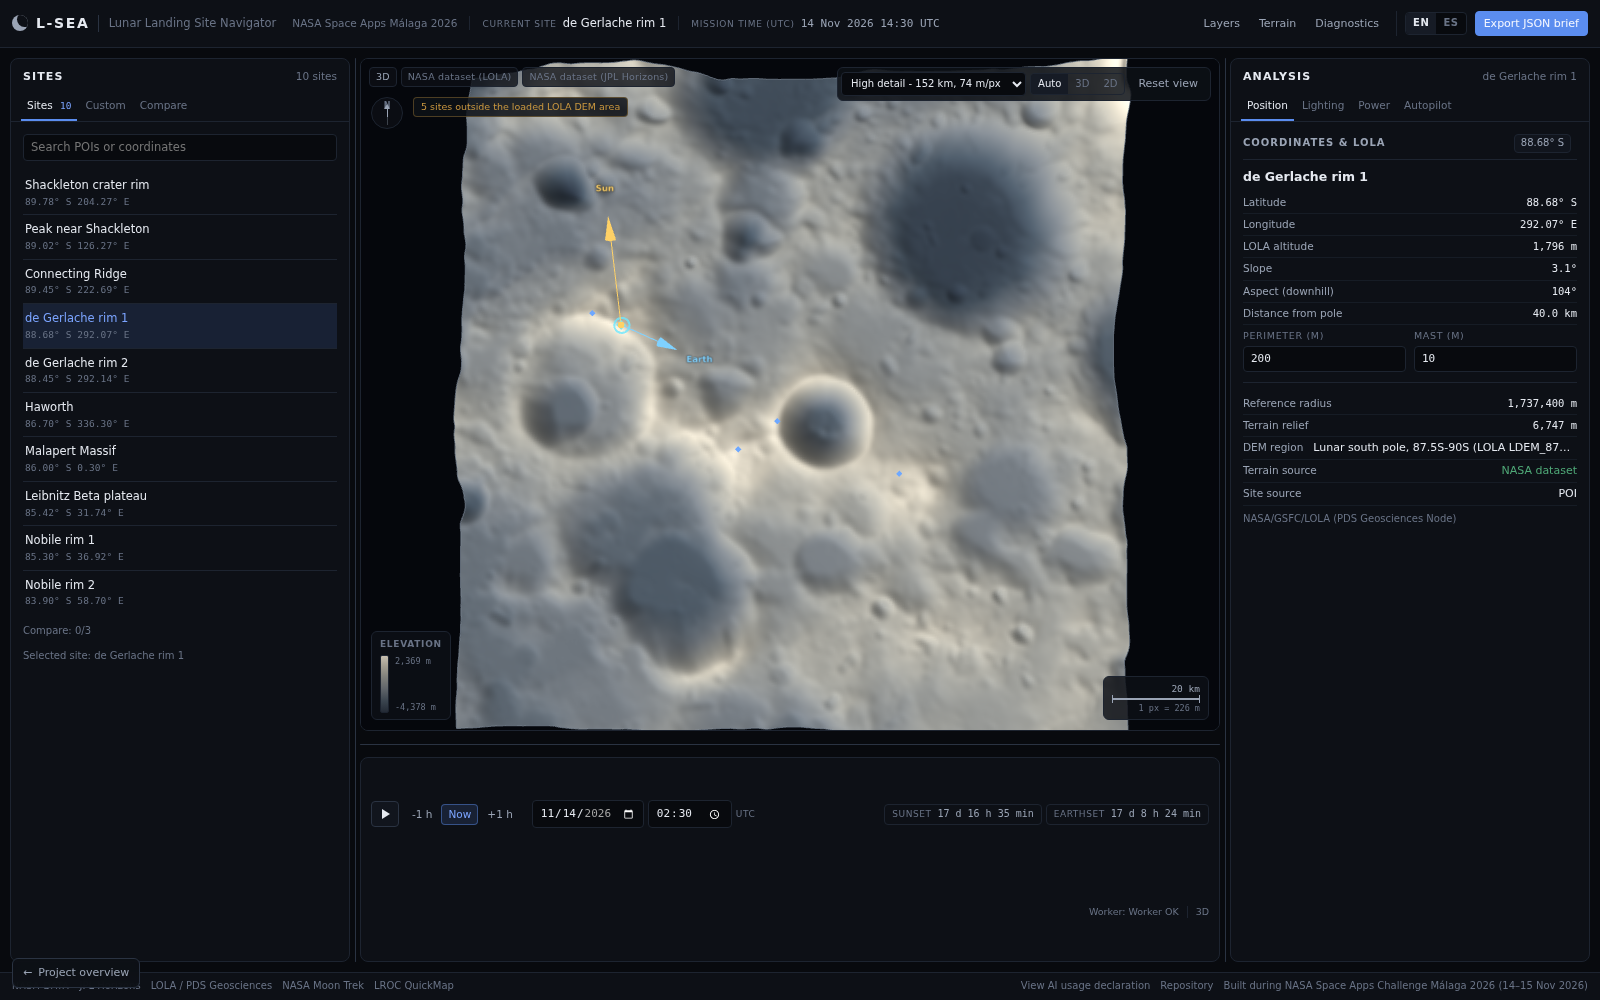 L-SEA
Lunar Landing Site Navigator
NASA Space Apps Málaga 2026
CURRENT SITE de Gerlache rim 1
MISSION TIME (UTC) 14 Nov 2026 14:30 UTC
Layers
Terrain
Diagnostics
EN ES
Export JSON brief
SITES
10 sites
Sites 10
Custom
Compare
Search POIs or coordinates
Shackleton crater rim
89.78° S 204.27° E
Peak near Shackleton
89.02° S 126.27° E
Connecting Ridge
89.45° S 222.69° E
de Gerlache rim 1
88.68° S 292.07° E
de Gerlache rim 2
88.45° S 292.14° E
Haworth
86.70° S 336.30° E
Malapert Massif
86.00° S 0.30° E
Leibnitz Beta plateau
85.42° S 31.74° E
Nobile rim 1
85.30° S 36.92° E
Nobile rim 2
83.90° S 58.70° E
Compare: 0/3
Selected site: de Gerlache rim 1
3D
NASA dataset (LOLA)
NASA dataset (JPL Horizons)
N
5 sites outside the loaded LOLA DEM area
High detail - 152 km, 74 m/px
Auto 3D 2D
Reset view
Sun
Earth
ELEVATION
2,369 m
-4,378 m
20 km
1 px = 226 m
-1 h
Now
+1 h
11/14/2026
02:30
UTC
SUNSET 17 d 16 h 35 min
EARTHSET 17 d 8 h 24 min
Worker: Worker OK
3D
ANALYSIS
de Gerlache rim 1
Position
Lighting
Power
Autopilot
COORDINATES & LOLA
88.68° S
de Gerlache rim 1
Latitude 88.68° S
Longitude 292.07° E
LOLA altitude 1,796 m
Slope 3.1°
Aspect (downhill) 104°
Distance from pole 40.0 km
PERIMETER (M) MAST (M)
200 10
Reference radius 1,737,400 m
Terrain relief 6,747 m
DEM region Lunar south pole, 87.5S-90S (LOLA LDEM_87...
Terrain source NASA dataset
Site source POI
NASA/GSFC/LOLA (PDS Geosciences Node)
← Project overview
LOLA / PDS Geosciences
NASA Moon Trek
LROC QuickMap
View AI usage declaration
Repository
Built during NASA Space Apps Challenge Málaga 2026 (14–15 Nov 2026)